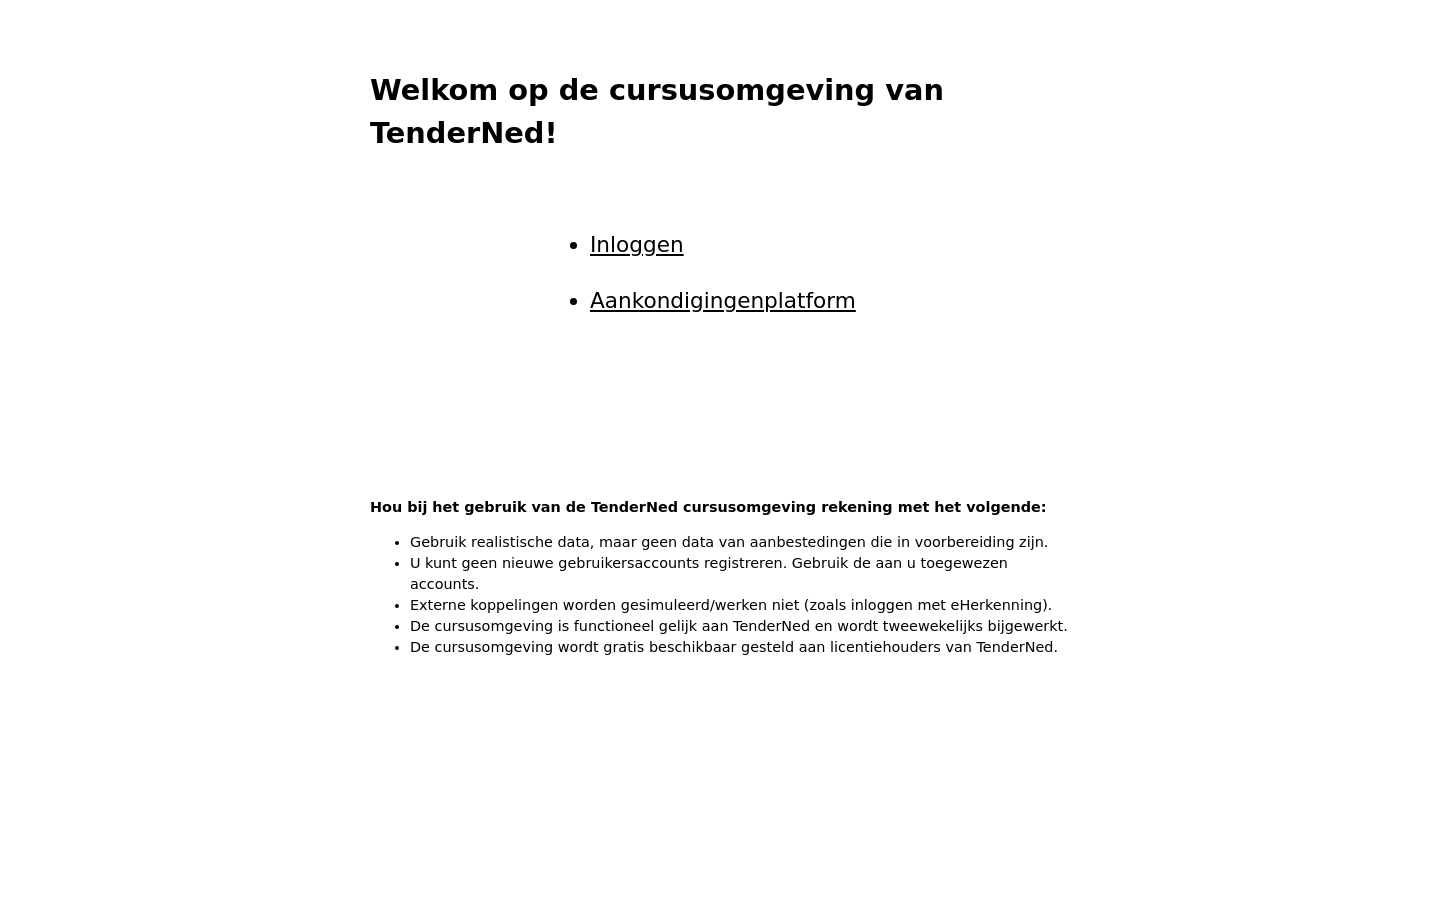 Welkom op de cursusomgeving van
TenderNed!
Inloggen
Aankondigingenplatform
Hou bij het gebruik van de TenderNed cursusomgeving rekening met het volgende:
Gebruik realistische data, maar geen data van aanbestedingen die in voorbereiding zijn.
U kunt geen nieuwe gebruikersaccounts registreren. Gebruik de aan u toegewezen
accounts.
Externe koppelingen worden gesimuleerd/werken niet (zoals inloggen met eHerkenning).
De cursusomgeving is functioneel gelijk aan TenderNed en wordt tweewekelijks bijgewerkt.
De cursusomgeving wordt gratis beschikbaar gesteld aan licentiehouders van TenderNed.